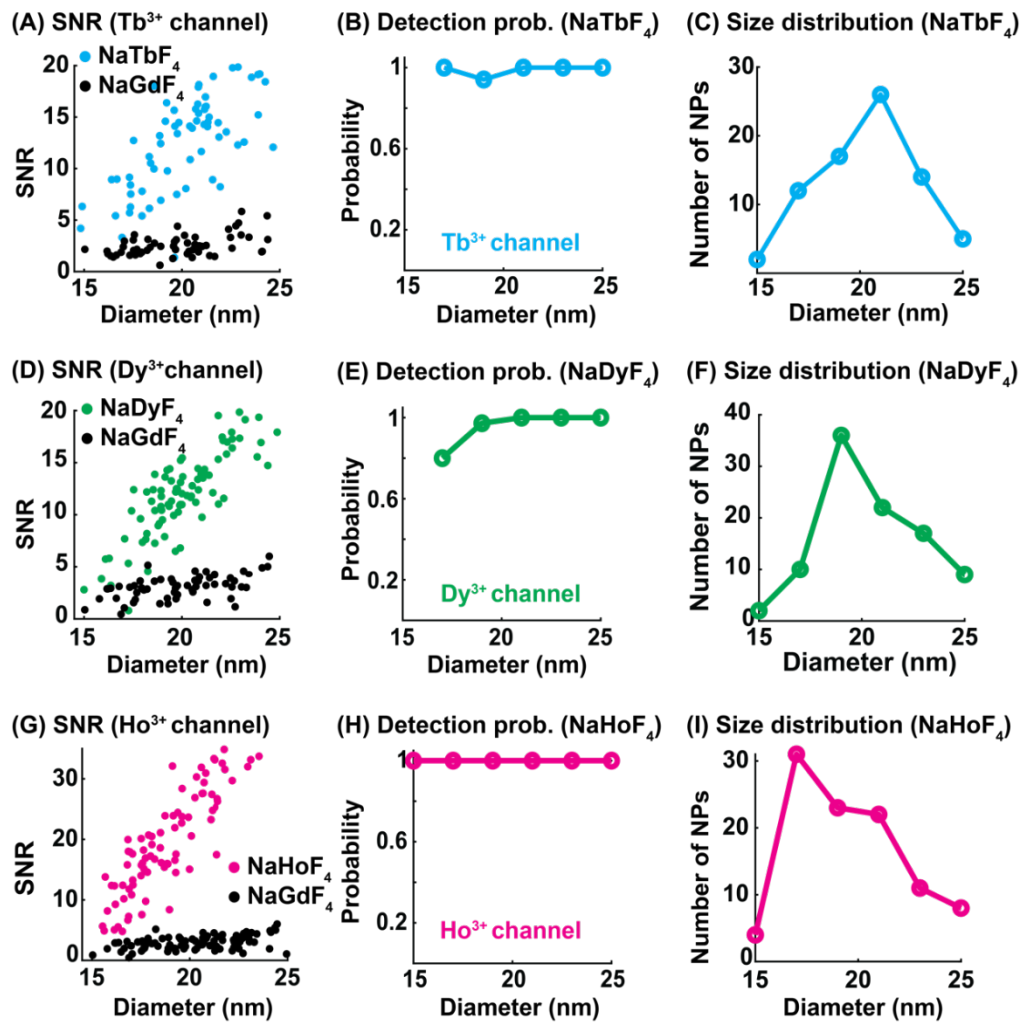 (A) SNR (Tb³⁺ channel)
NaTbF₄
NaGdF₄
20
15
10
5
0
SNR
15
20
25
Diameter (nm)
(B) Detection prob. (NaTbF₄)
1
0.6
0.2
Probability
Tb³⁺ channel
15
20
25
Diameter (nm)
(C) Size distribution (NaTbF₄)
30
20
10
Number of NPs
15
20
25
Diameter (nm)
(D) SNR (Dy³⁺channel)
NaDyF₄
NaGdF₄
20
15
10
5
0
SNR
15
20
25
Diameter (nm)
(E) Detection prob. (NaDyF₄)
1
0.6
0.2
Probability
Dy³⁺ channel
15
20
25
Diameter (nm)
(F) Size distribution (NaDyF₄)
40
30
20
10
0
Number of NPs
15
20
25
Diameter (nm)
(G) SNR (Ho³⁺ channel)
30
20
10
0
SNR
NaHoF₄
NaGdF₄
15
20
25
Diameter (nm)
(H) Detection prob. (NaHoF₄)
1
0.6
0.2
Probability
Ho³⁺ channel
15
20
25
Diameter (nm)
(I) Size distribution (NaHoF₄)
30
20
10
0
Number of NPs
15
20
25
Diameter (nm)